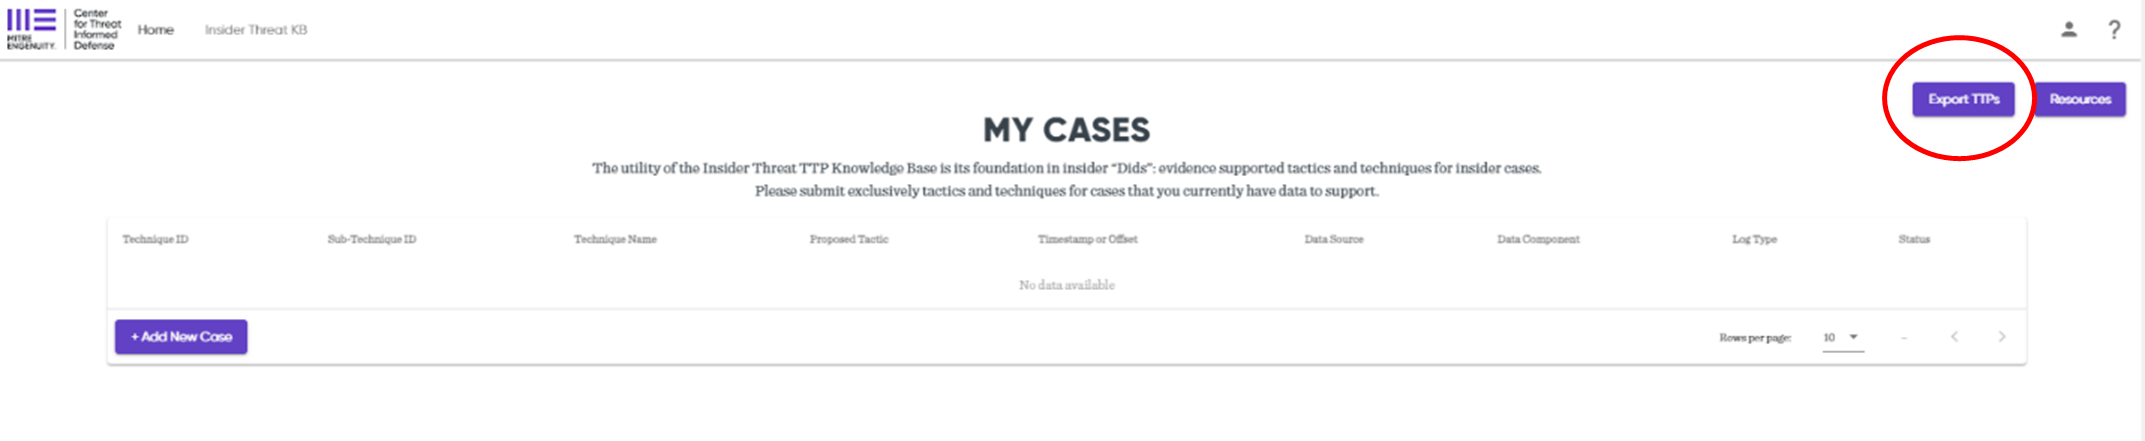 MITRE
ENGENUITY.
Center
for Threat
Informed
Defense
Home
Insider Threat KB
?
Export TTPs
Resources
MY CASES
The utility of the Insider Threat TTP Knowledge Base is its foundation in insider “Dids”: evidence supported tactics and techniques for insider cases.
Please submit exclusively tactics and techniques for cases that you currently have data to support.
Technique ID Sub-Technique ID Technique Name Proposed Tactic Timestamp or Offset Data Source Data Component Log Type Status
No data available
+ Add New Case
Rows per page: 10 –